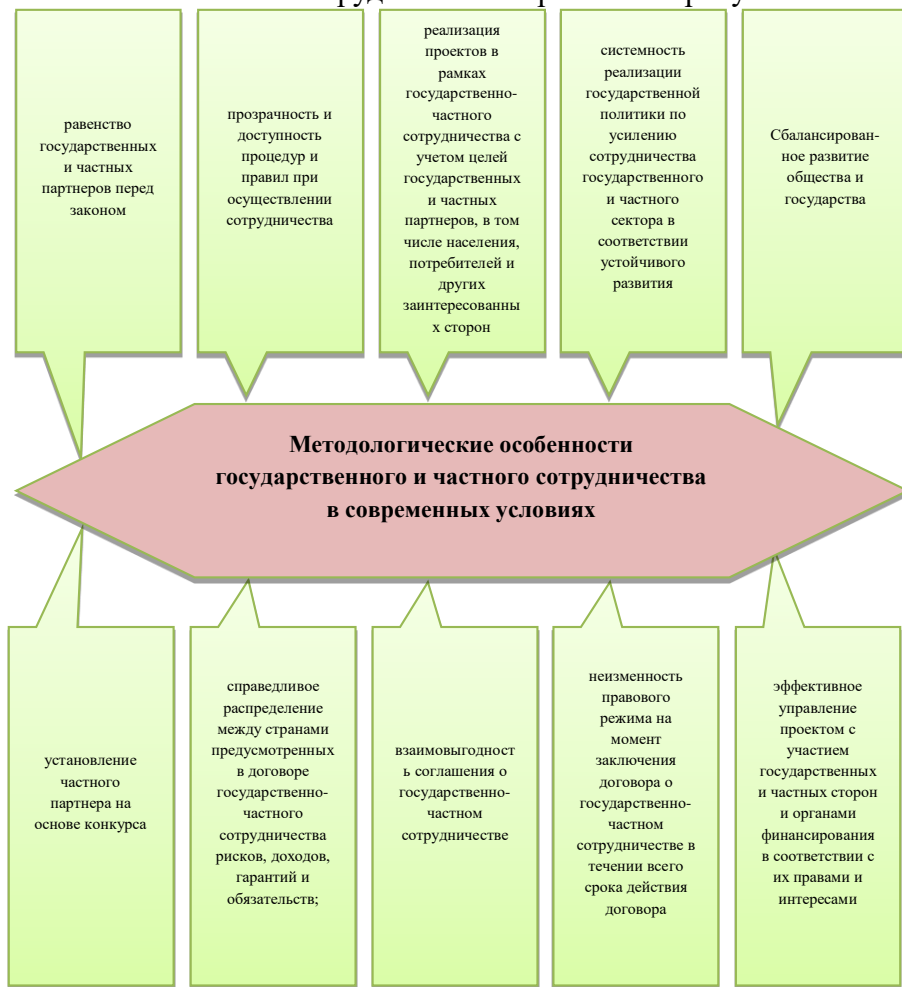 равенство
государственных
и частных
партнеров перед
законом
прозрачность и
доступность
процедур и
правил при
осуществлении
сотрудничества
реализация
проектов в
рамках
государственно-
частного
сотрудничества с
учетом целей
государственных
и частных
партнеров, в том
числе населения,
потребителей и
других
заинтересованны
х сторон
системность
реализации
государственной
политики по
усилению
сотрудничества
государственного
и частного
сектора в
соответствии
устойчивого
развития
Сбалансирован-
ное развитие
общества и
государства
Методологические особенности
государственного и частного сотрудничества
в современных условиях
установление
частного
партнера на
основе конкурса
справедливое
распределение
между странами
предусмотренных
в договоре
государственно-
частного
сотрудничества
рисков, доходов,
гарантий и
обязательств;
взаимовыгодност
ь соглашения о
государственно-
частном
сотрудничестве
неизменность
правового
режима на
момент
заключения
договора о
государственно-
частном
сотрудничестве в
течении всего
срока действия
договора
эффективное
управление
проектом с
участием
государственных
и частных сторон
и органами
финансирования
в соответствии с
их правами и
интересами